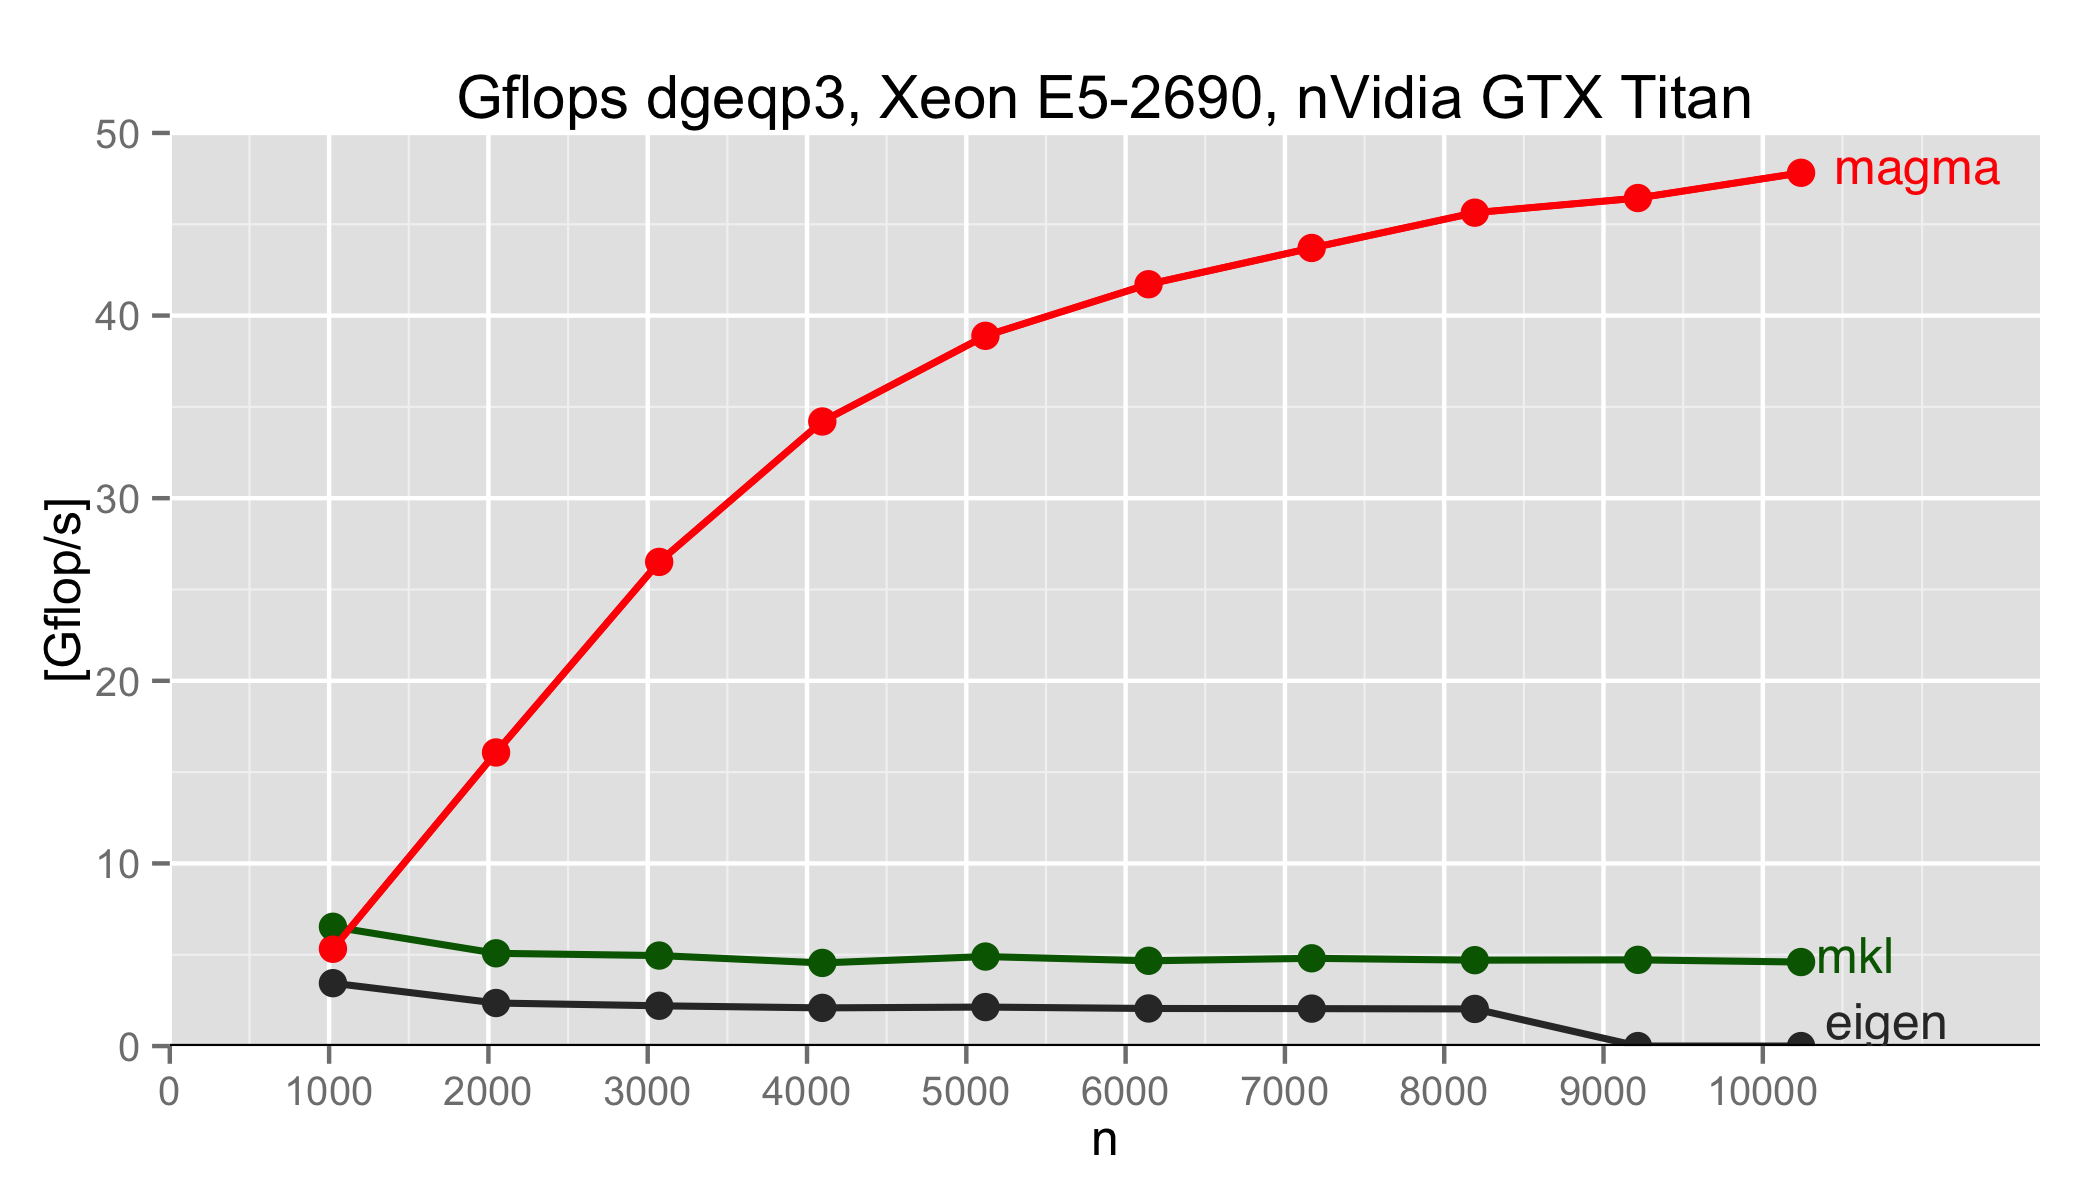 Gflops dgeqp3, Xeon E5-2690, nVidia GTX Titan
50
40
30
20
10
0
[Gflop/s]
magma
mkl
eigen
0 1000 2000 3000 4000 5000 6000 7000 8000 9000 10000
n